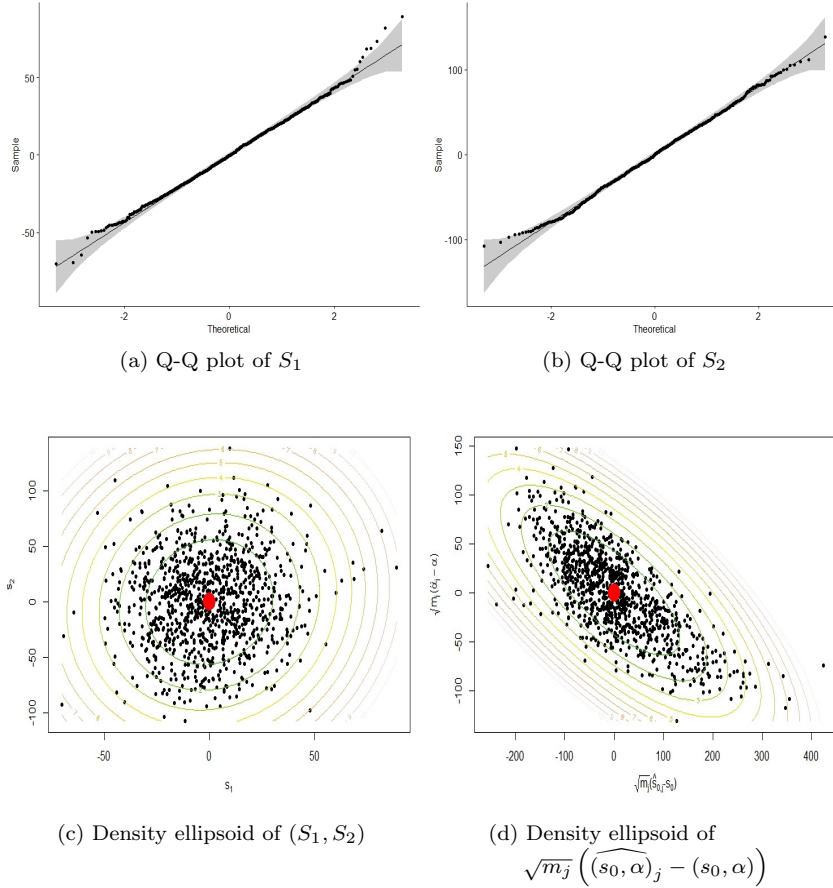 Sample
50
0
-50
-2
0
2
Theoretical
(a) Q-Q plot of S₁
Sample
100
0
-100
-2
0
2
Theoretical
(b) Q-Q plot of S₂
s₂
100
50
0
-50
-100
-50
0
50
s₁
(c) Density ellipsoid of (S₁, S₂)
150
100
50
0
-50
-100
-200
-100
0
100
200
300
400
√mⱼ(ŝ₀,ⱼ-s₀)
(d) Density ellipsoid of
√mⱼ ( \widehat{(s₀, α)}ⱼ − (s₀, α) )